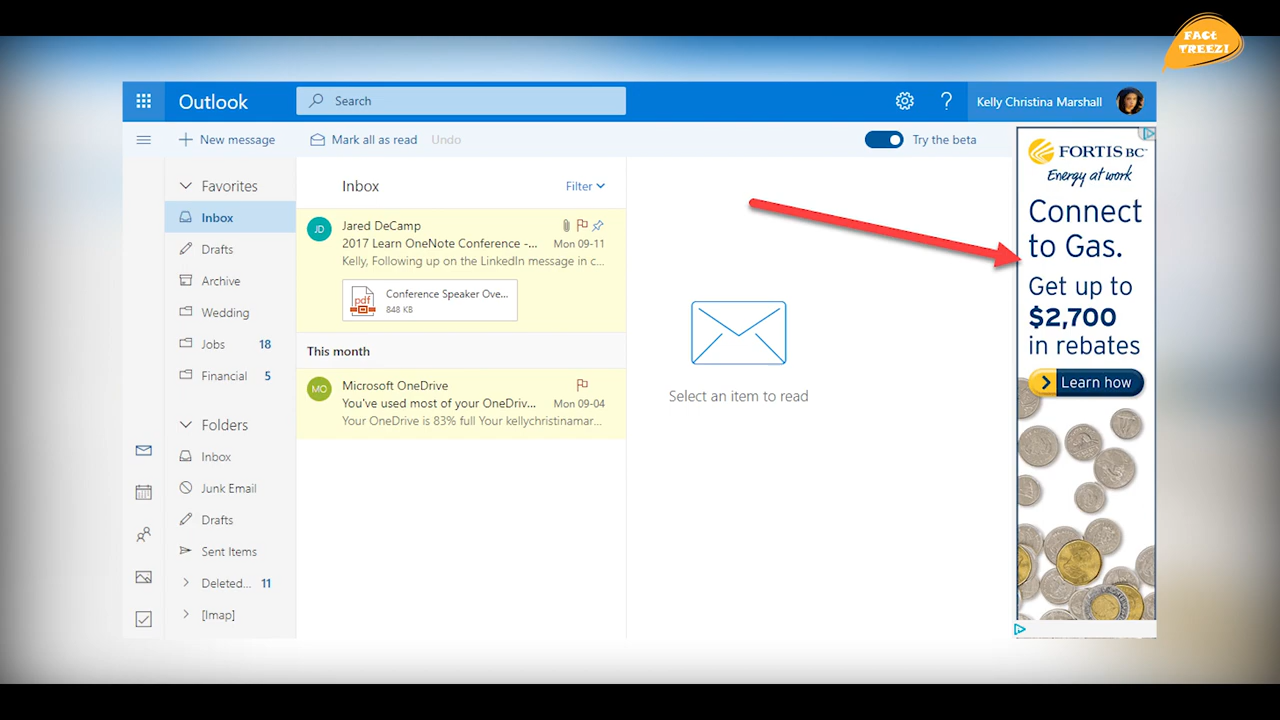 FACT
TREEZ!
Outlook
Search
?
Kelly Christina Marshall
New message
Mark all as read
Undo
Try the beta
Favorites
Inbox
Drafts
Archive
Wedding
Jobs 18
Financial 5
Folders
Inbox
Junk Email
Drafts
Sent Items
Deleted... 11
[Imap]
Inbox
Filter
JD
Jared DeCamp
2017 Learn OneNote Conference -... Mon 09-11
Kelly, Following up on the LinkedIn message in c...
pdf
Conference Speaker Ove...
848 KB
This month
MO
Microsoft OneDrive
You've used most of your OneDriv... Mon 09-04
Your OneDrive is 83% full Your kellychristinamar...
Select an item to read
FORTIS BC
Energy at work
Connect
to Gas.
Get up to
$2,700
in rebates
Learn how